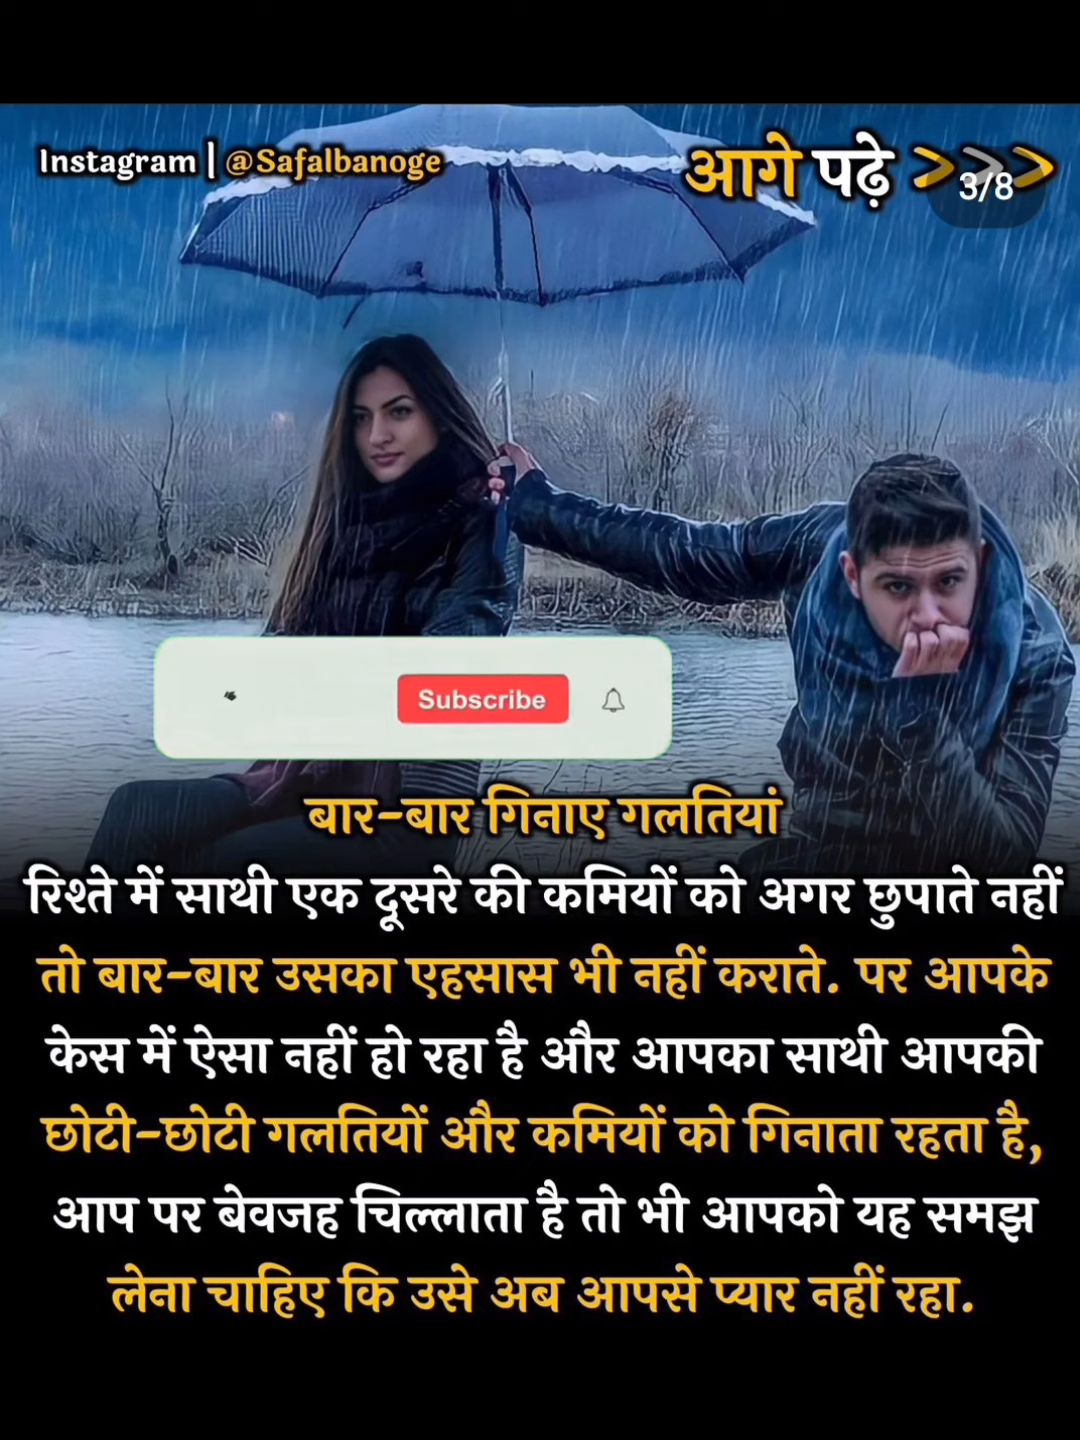 Instagram | @Safalbanoge
आगे पढ़े >>>
3/8
Subscribe
बार-बार गिनाए गलतियां
रिश्ते में साथी एक दूसरे की कमियों को अगर छुपाते नहीं
तो बार-बार उसका एहसास भी नहीं कराते. पर आपके
केस में ऐसा नहीं हो रहा है और आपका साथी आपकी
छोटी-छोटी गलतियों और कमियों को गिनाता रहता है,
आप पर बेवजह चिल्लाता है तो भी आपको यह समझ
लेना चाहिए कि उसे अब आपसे प्यार नहीं रहा.